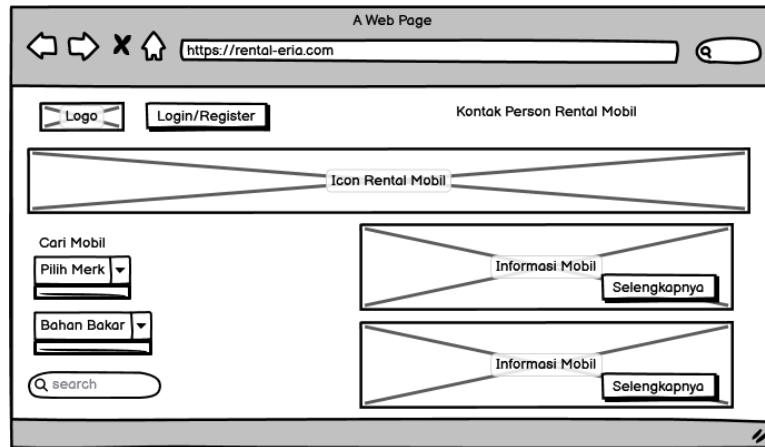 A Web Page
https://rental-eria.com
Logo
Login/Register
Kontak Person Rental Mobil
Icon Rental Mobil
Cari Mobil
Pilih Merk
Bahan Bakar
search
Informasi Mobil
Selengkapnya
Informasi Mobil
Selengkapnya